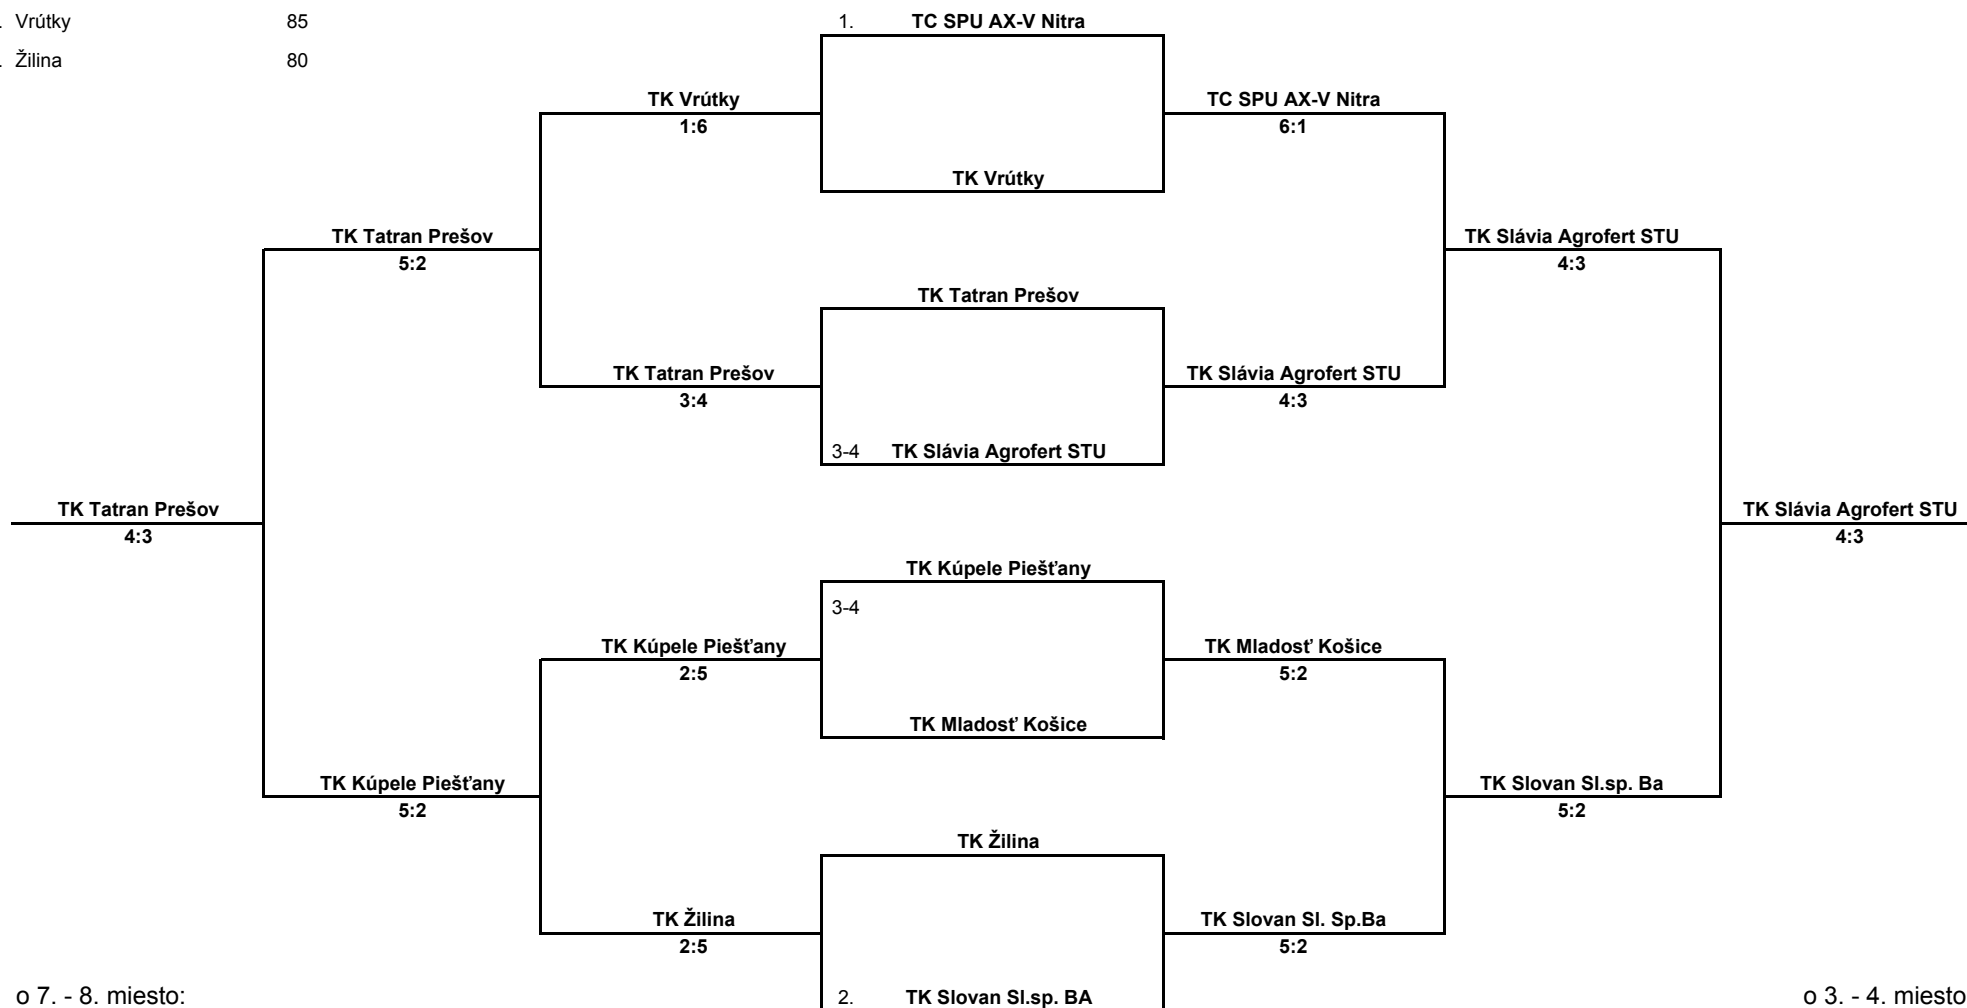 . Vrútky 85
1. TC SPU AX-V Nitra
. Žilina 80
TK Vrútky
TC SPU AX-V Nitra
1:6
6:1
TK Vrútky
TK Tatran Prešov
TK Slávia Agrofert STU
5:2
4:3
TK Tatran Prešov
TK Tatran Prešov
TK Slávia Agrofert STU
3:4
4:3
3-4 TK Slávia Agrofert STU
TK Tatran Prešov
TK Slávia Agrofert STU
4:3
4:3
TK Kúpele Piešťany
3-4
TK Kúpele Piešťany
TK Mladosť Košice
2:5
5:2
TK Mladosť Košice
TK Kúpele Piešťany
TK Slovan Sl.sp. Ba
5:2
5:2
TK Žilina
TK Žilina
TK Slovan Sl. Sp.Ba
2:5
5:2
o 7. - 8. miesto:
2. TK Slovan Sl.sp. BA
o 3. - 4. miesto